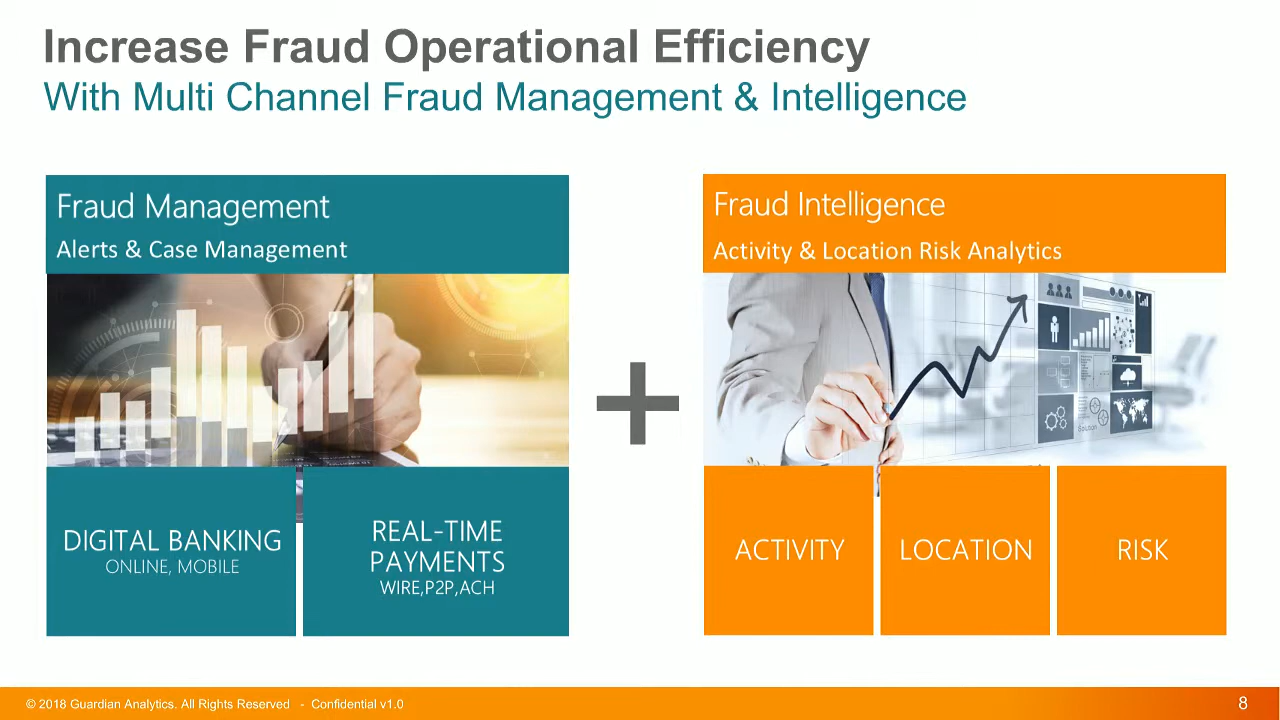 Increase Fraud Operational Efficiency
With Multi Channel Fraud Management & Intelligence
Fraud Management
Alerts & Case Management
DIGITAL BANKING
ONLINE, MOBILE
REAL-TIME
PAYMENTS
WIRE,P2P,ACH
Fraud Intelligence
Activity & Location Risk Analytics
Solution
ACTIVITY
LOCATION
RISK
© 2018 Guardian Analytics. All Rights Reserved - Confidential v1.0
8